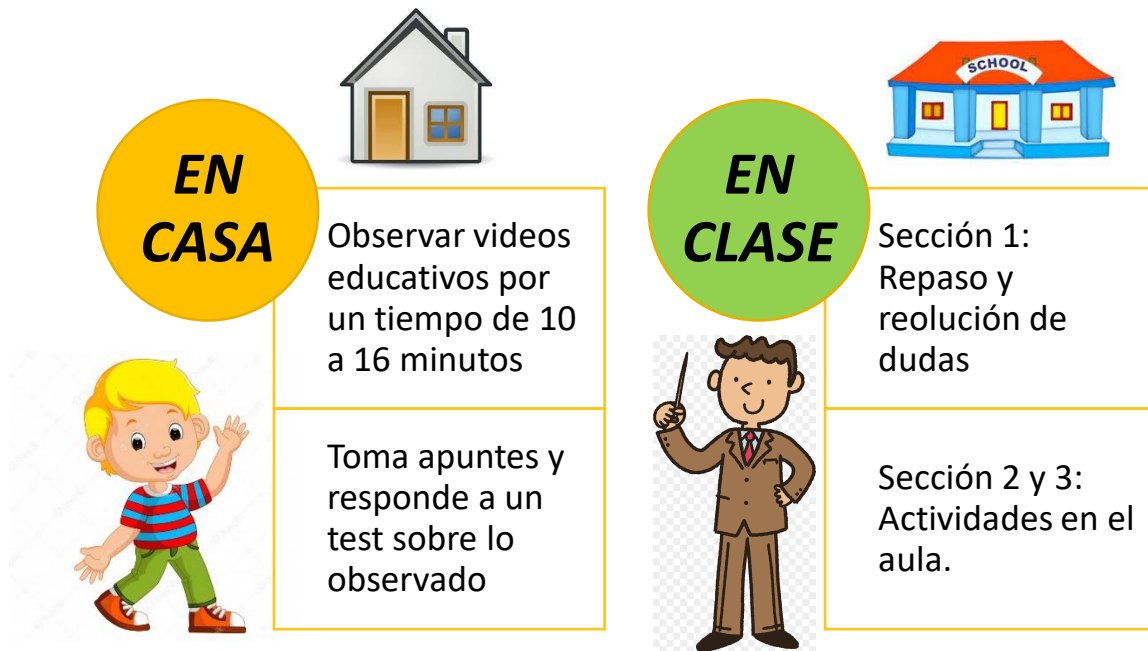 SCHOOL
EN
CASA
Observar videos
educativos por
un tiempo de 10
a 16 minutos
Toma apuntes y
responde a un
test sobre lo
observado
EN
CLASE
Sección 1:
Repaso y
reolución de
dudas
Sección 2 y 3:
Actividades en el
aula.